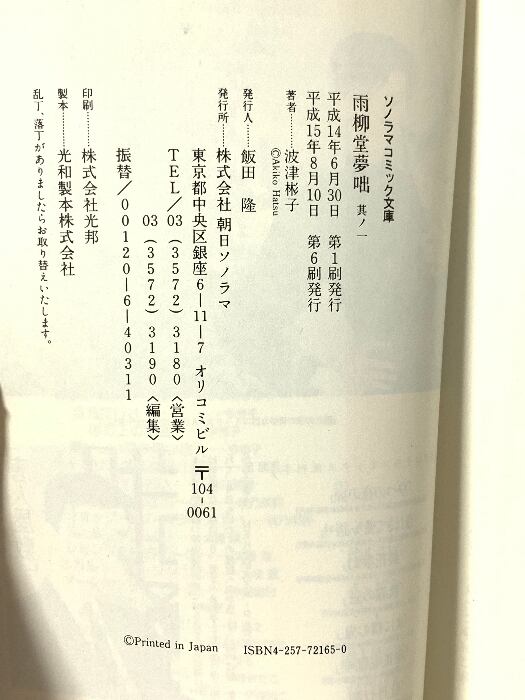 ソノラマコミック文庫
雨柳堂夢咄 其ノ一
平成14年6月30日 第1刷発行
平成15年8月10日 第6刷発行
著者………波津彬子
©Akiko Hatsu
発行人………飯田 隆
発行所………株式会社 朝日ソノラマ
東京都中央区銀座6―11―7 オリコミビル 〒104-0061
TEL／03（3572）3180〈営業〉
03（3572）3190〈編集〉
振替／00120―6―40311
印刷………株式会社光邦
製本………光和製本株式会社
乱丁、落丁がありましたらお取り替えいたします。
©Printed in Japan ISBN4-257-72165-0